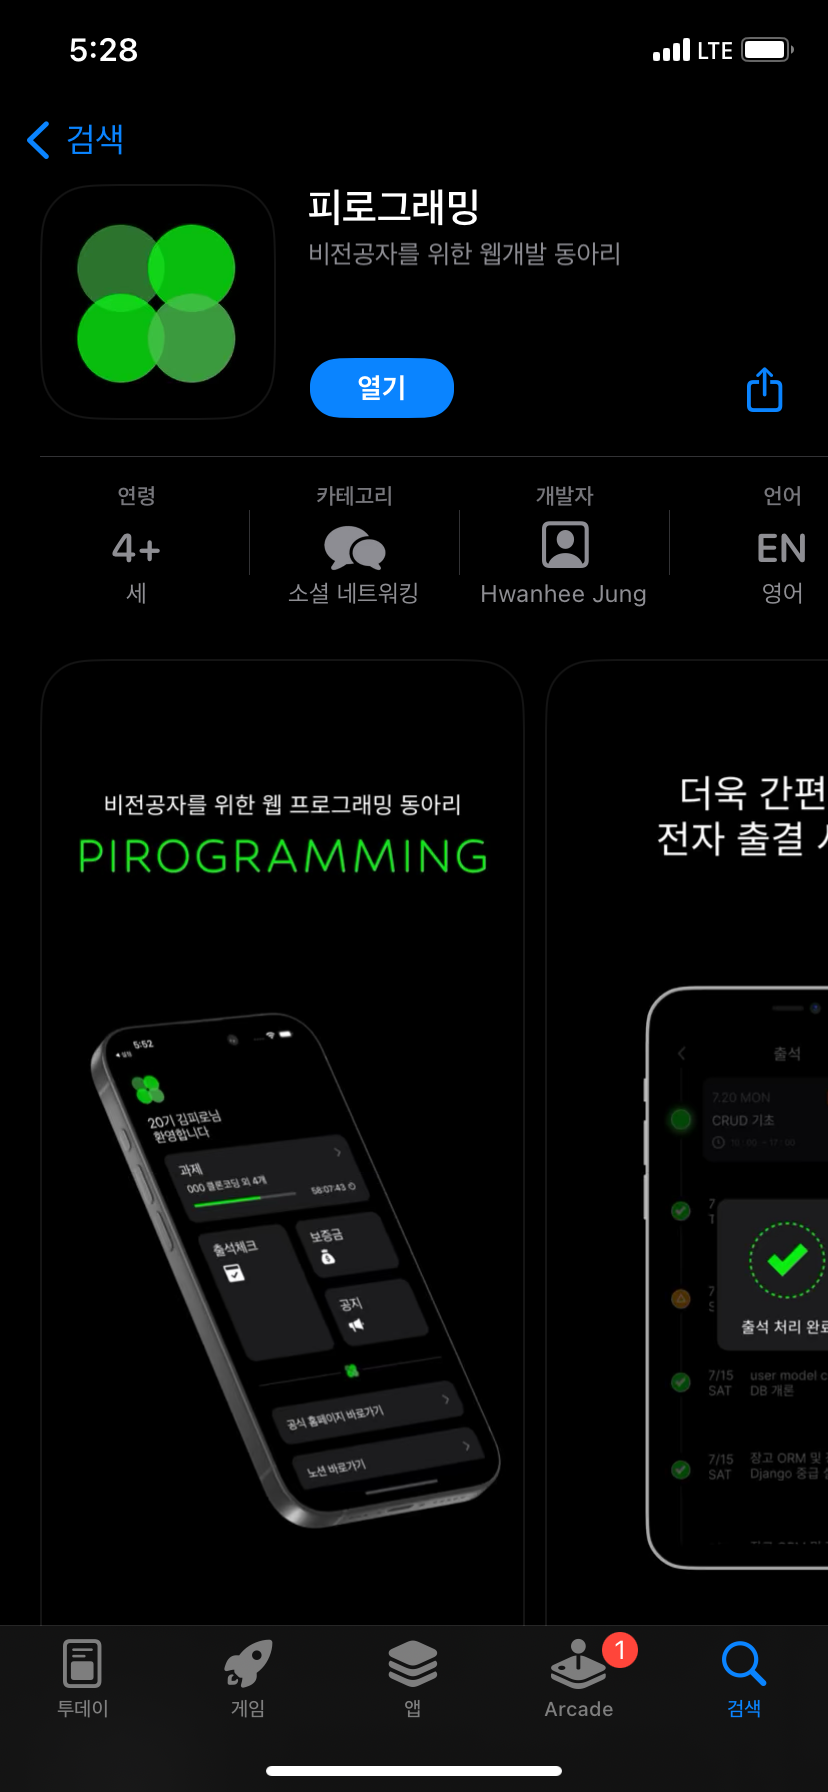 5:28
LTE
검색
피로그래밍
비전공자를 위한 웹개발 동아리
열기
연령
4+
세
카테고리
소셜 네트워킹
개발자
Hwanhee Jung
언어
EN
영어
비전공자를 위한 웹 프로그래밍 동아리
PIROGRAMMING
5:52
20기 김피로님
환영합니다
과제
000 클론코딩 외 4개
58:07:43
출석체크
보증금
공지
공식 홈페이지 바로가기
노션 바로가기
더욱 간편
전자 출결
출석
7.20 MON
CRUD 기초
출석 처리 완료
7/15
SAT
user model
DB 개론
7/15
SAT
장고 ORM 및
Django 중급
투데이
게임
앱
Arcade
1
검색